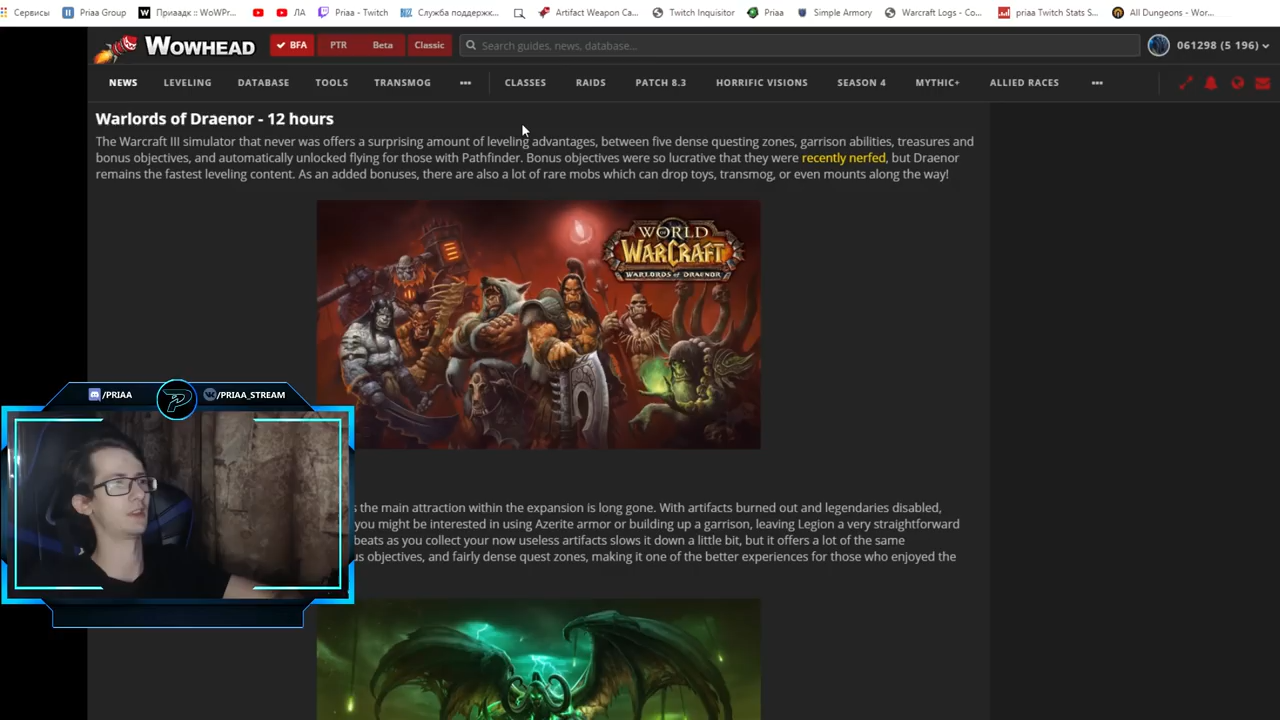 Сервисы
Priaa Group
Приаадк :: WoWPr...
ЛА
Priaa - Twitch
Служба поддержк...
Artifact Weapon Ca...
Twitch Inquisitor
Priaa
Simple Armory
Warcraft Logs - Co...
priaa Twitch Stats S...
All Dungeons - Wor...
WOWHEAD
BFA
PTR
Beta
Classic
Search guides, news, database...
061298 (5 196)
NEWS
LEVELING
DATABASE
TOOLS
TRANSMOG
CLASSES
RAIDS
PATCH 8.3
HORRIFIC VISIONS
SEASON 4
MYTHIC+
ALLIED RACES
Warlords of Draenor - 12 hours
The Warcraft III simulator that never was offers a surprising amount of leveling advantages, between five dense questing zones, garrison abilities, treasures and
bonus objectives, and automatically unlocked flying for those with Pathfinder. Bonus objectives were so lucrative that they were recently nerfed, but Draenor
remains the fastest leveling content. As an added bonuses, there are also a lot of rare mobs which can drop toys, transmog, or even mounts along the way!
WORLD
WARCRAFT
WARLORDS OF DRAENOR
/PRIAA
/PRIAA_STREAM
the main attraction within the expansion is long gone. With artifacts burned out and legendaries disabled,
you might be interested in using Azerite armor or building up a garrison, leaving Legion a very straightforward
beats as you collect your now useless artifacts slows it down a little bit, but it offers a lot of the same
objectives, and fairly dense quest zones, making it one of the better experiences for those who enjoyed the